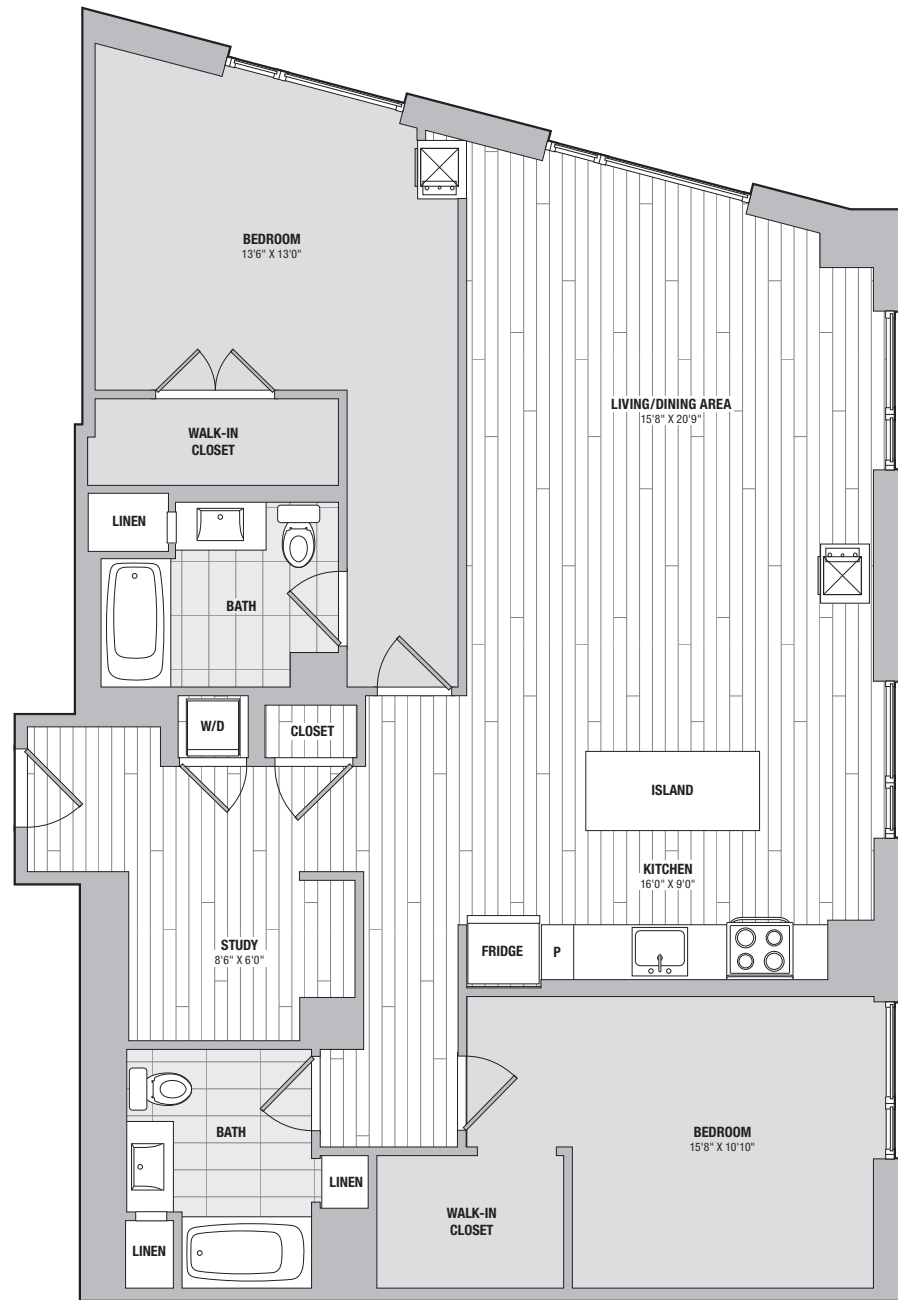 BEDROOM
13'6" X 13'0"
LIVING/DINING AREA
15'8" X 20'9"
WALK-IN
CLOSET
LINEN
BATH
W/D
CLOSET
ISLAND
KITCHEN
16'0" X 9'0"
STUDY
8'6" X 6'0"
FRIDGE
P
BATH
BEDROOM
15'8" X 10'10"
LINEN
WALK-IN
CLOSET
LINEN